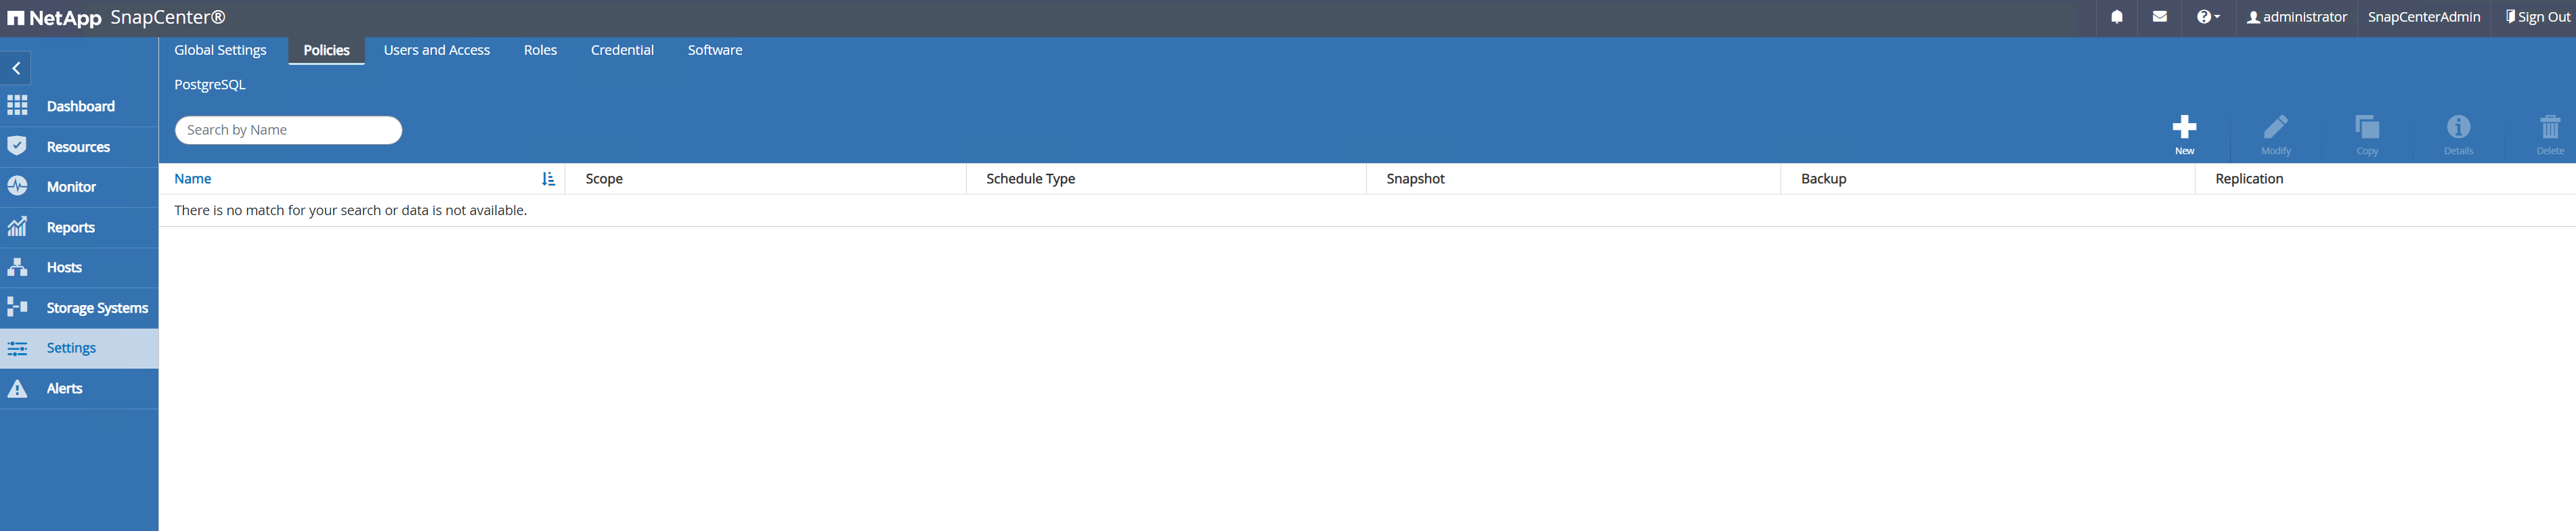 NetApp SnapCenter®
administrator SnapCenterAdmin Sign Out
Global Settings Policies Users and Access Roles Credential Software
PostgreSQL
Search by Name
New Modify Copy Details Delete
Name Scope Schedule Type Snapshot Backup Replication
There is no match for your search or data is not available.
Dashboard
Resources
Monitor
Reports
Hosts
Storage Systems
Settings
Alerts